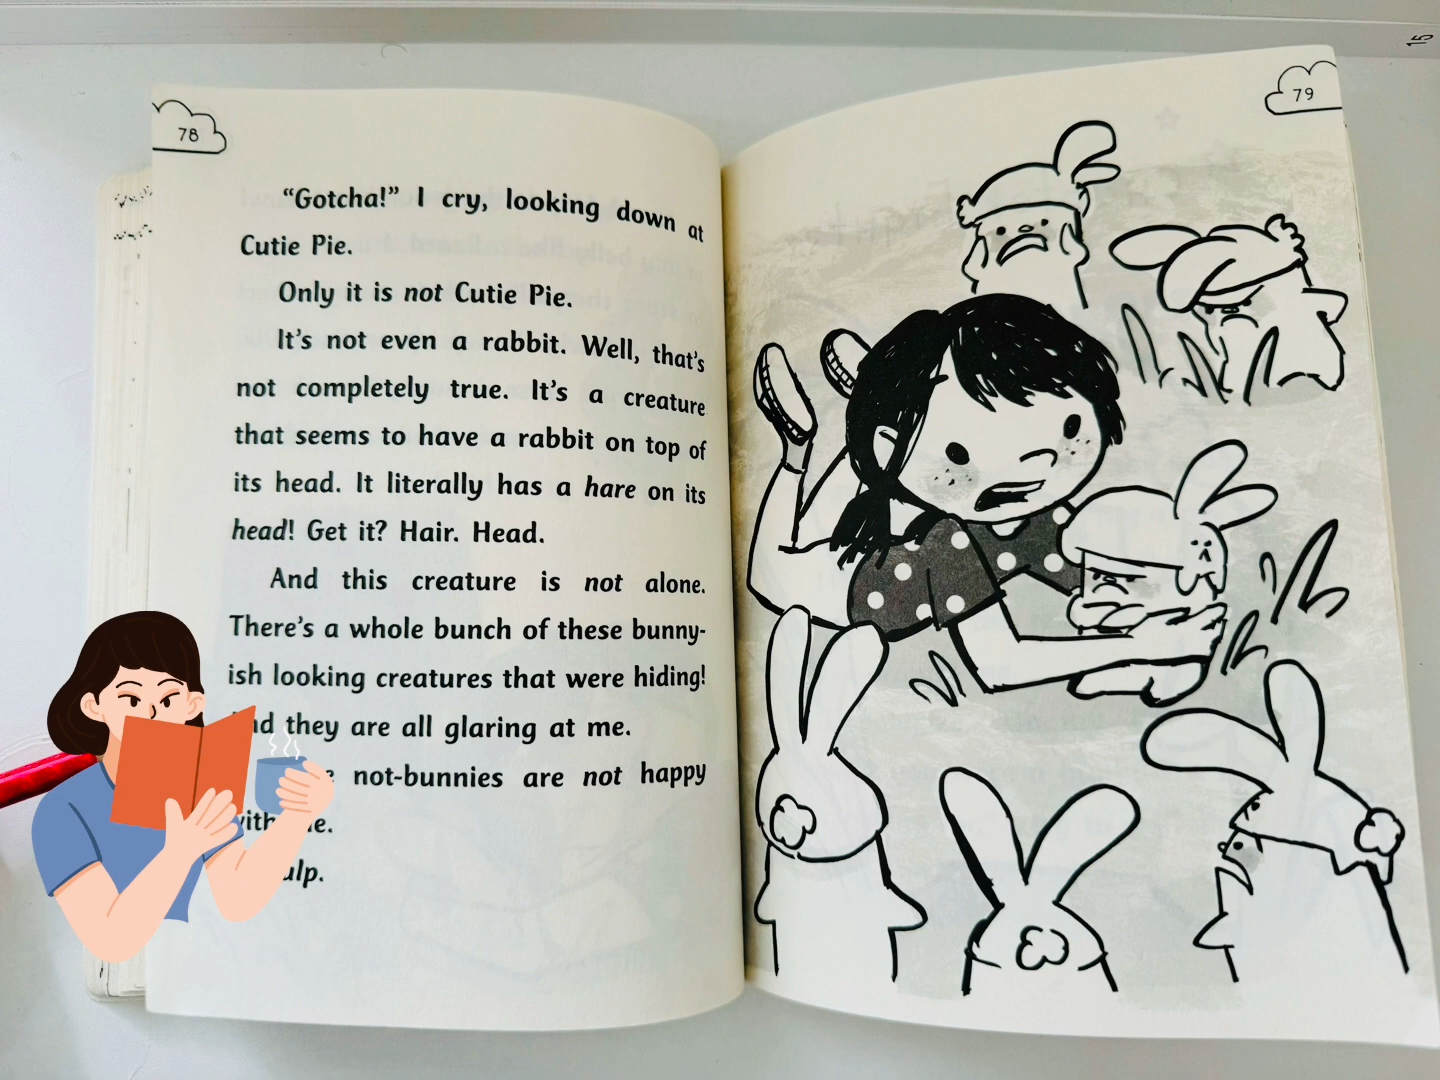 78
“Gotcha!” I cry, looking down at
Cutie Pie.
Only it is not Cutie Pie.
It’s not even a rabbit. Well, that’s
not completely true. It’s a creature
that seems to have a rabbit on top of
its head. It literally has a hare on its
head! Get it? Hair. Head.
And this creature is not alone.
There’s a whole bunch of these bunny-
ish looking creatures that were hiding!
they are all glaring at me.
not-bunnies are not happy
79
15